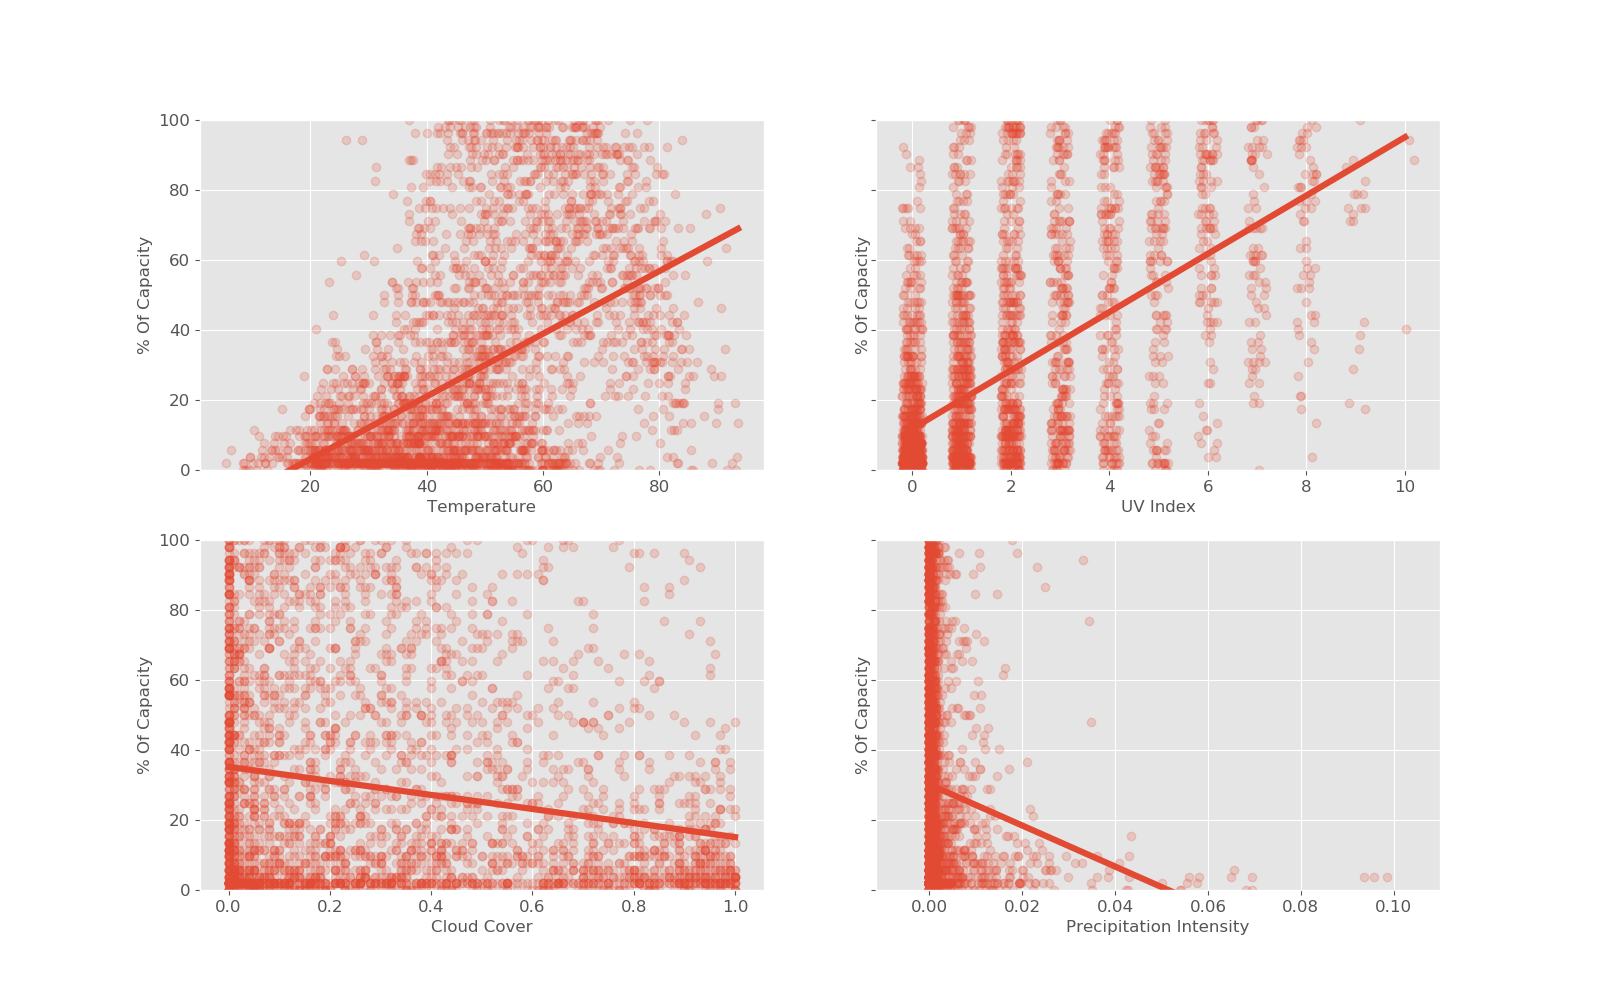 100
80
60
40
20
0
% Of Capacity
20 40 60 80
Temperature
% Of Capacity
0 2 4 6 8 10
UV Index
100
80
60
40
20
0
% Of Capacity
0.0 0.2 0.4 0.6 0.8 1.0
Cloud Cover
% Of Capacity
0.00 0.02 0.04 0.06 0.08 0.10
Precipitation Intensity